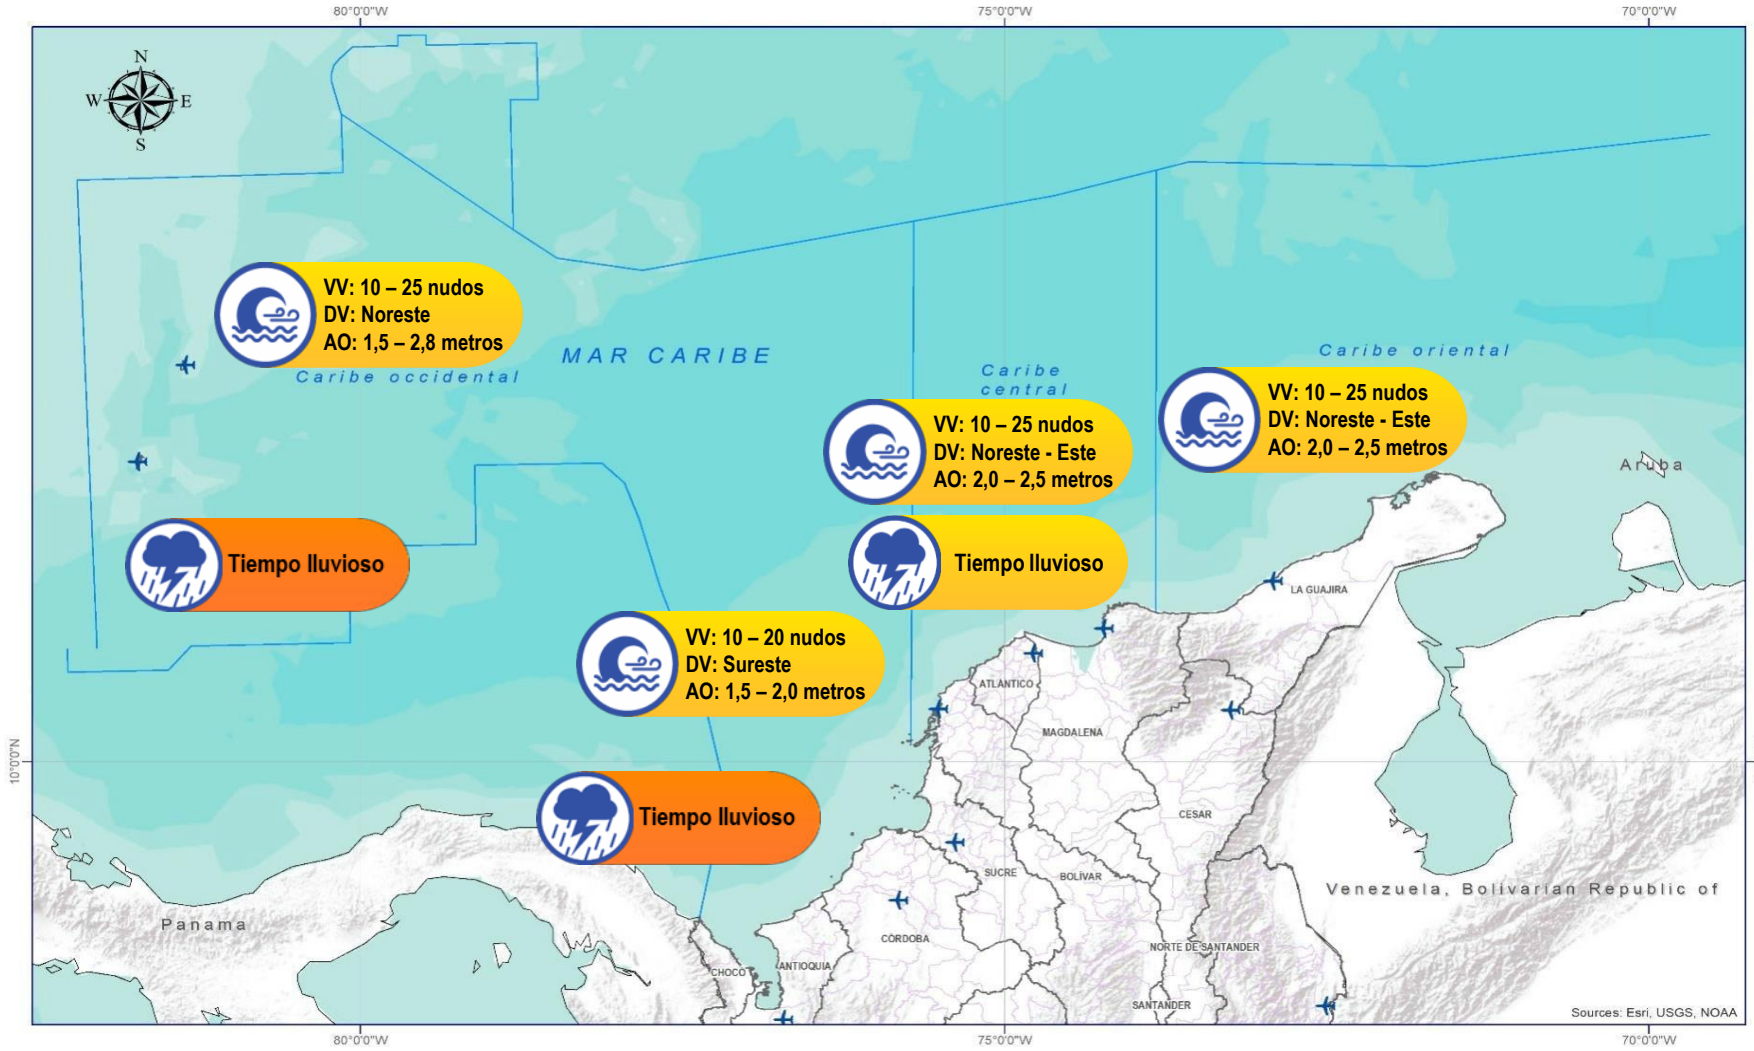 80°0'0"W
75°0'0"W
70°0'0"W
N
W
E
S
VV: 10 – 25 nudos
DV: Noreste
AO: 1,5 – 2,8 metros
MAR CARIBE
Caribe occidental
Caribe oriental
Caribe
central
VV: 10 – 25 nudos
DV: Noreste - Este
AO: 2,0 – 2,5 metros
VV: 10 – 25 nudos
DV: Noreste - Este
AO: 2,0 – 2,5 metros
Aruba
Tiempo lluvioso
Tiempo lluvioso
LA GUAJIRA
VV: 10 – 20 nudos
DV: Sureste
AO: 1,5 – 2,0 metros
ATLÁNTICO
MAGDALENA
10°0'0"N
Tiempo lluvioso
CESAR
SUCRE
BOLÍVAR
Venezuela, Bolivarian Republic of
Panama
CÓRDOBA
NORTE DE SANTANDER
CHOCÓ
ANTIOQUIA
SANTANDER
Sources: Esri, USGS, NOAA
80°0'0"W
75°0'0"W
70°0'0"W